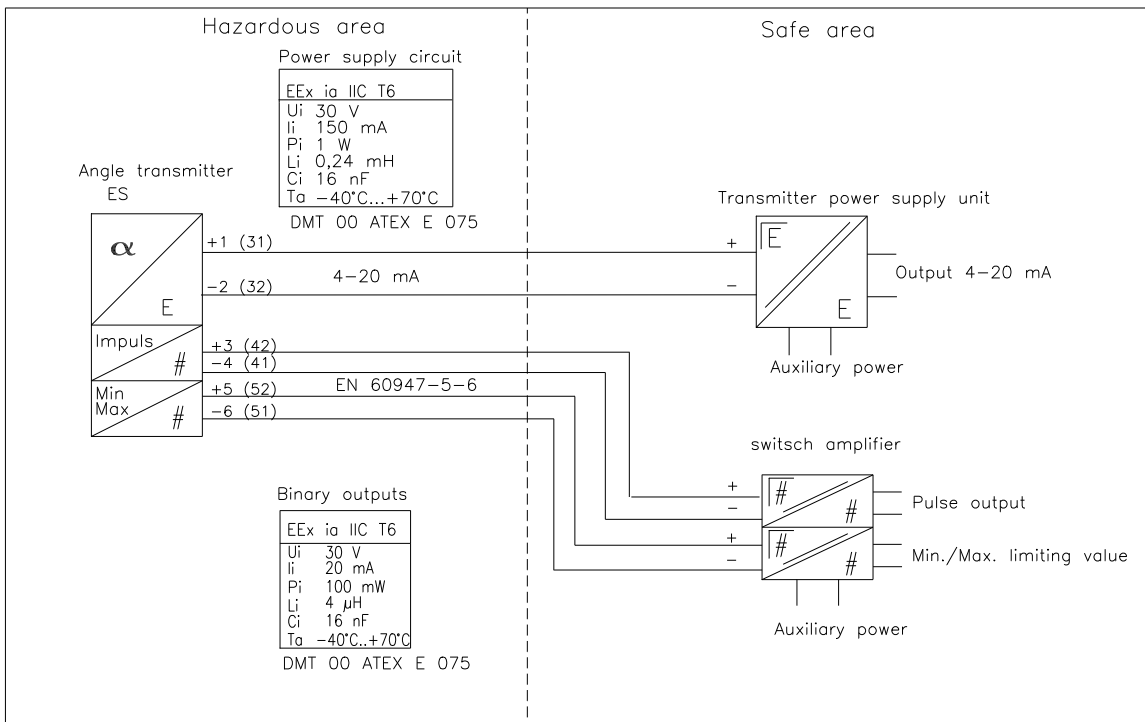 Hazardous area
Safe area
Power supply circuit
EEx ia IIC T6
Ui 30 V
Ii 150 mA
Pi 1 W
Li 0,24 mH
Ci 16 nF
Ta -40°C...+70°C
DMT 00 ATEX E 075
Angle transmitter
ES
α
E
+1 (31)
-2 (32)
4-20 mA
Transmitter power supply unit
+
-
E
E
Output 4-20 mA
Auxiliary power
Impuls
#
+3 (42)
-4 (41)
Min
Max
#
+5 (52)
-6 (51)
EN 60947-5-6
switsch amplifier
+
-
#
#
Pulse output
+
-
#
#
Min./Max. limiting value
Auxiliary power
Binary outputs
EEx ia IIC T6
Ui 30 V
Ii 20 mA
Pi 100 mW
Li 4 µH
Ci 16 nF
Ta -40°C..+70°C
DMT 00 ATEX E 075